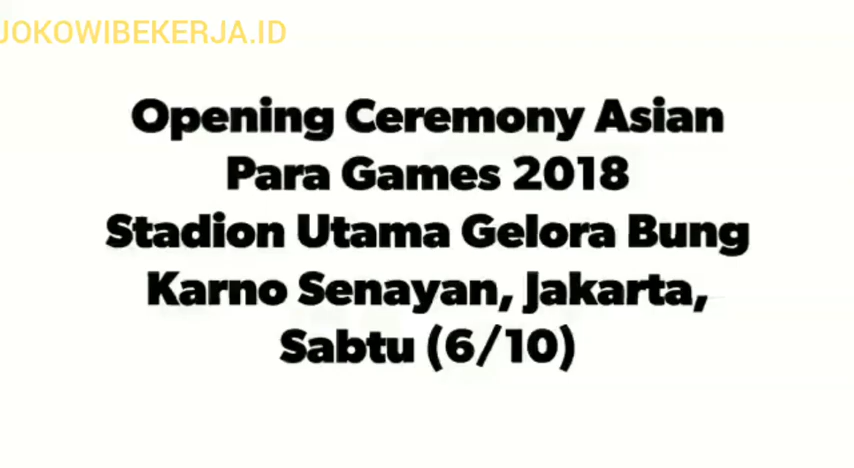 JOKOWIBEKERJA.ID
Opening Ceremony Asian
Para Games 2018
Stadion Utama Gelora Bung
Karno Senayan, Jakarta,
Sabtu (6/10)